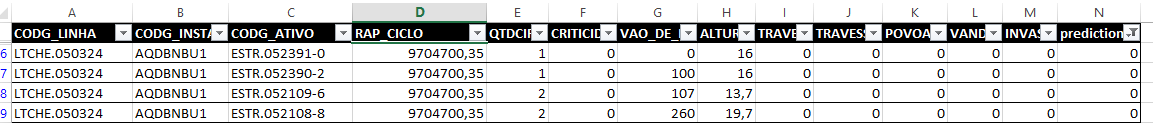 A B C D E F G H I J K L M N
CODG_LINHA CODG_INSTA CODG_ATIVO RAP_CICLO QTDCIF CRITICID VAO_DE_ ALTUR TRAVE TRAVES POVOA VAND INVAS prediction
6 LTCHE.050324 AQDBNBU1 ESTR.052391-0 9704700,35 1 0 0 16 0 0 0 0 0 0
7 LTCHE.050324 AQDBNBU1 ESTR.052390-2 9704700,35 1 0 100 16 0 0 0 0 0 0
8 LTCHE.050324 AQDBNBU1 ESTR.052109-6 9704700,35 2 0 107 13,7 0 0 0 0 0 0
9 LTCHE.050324 AQDBNBU1 ESTR.052108-8 9704700,35 2 0 260 19,7 0 0 0 0 0 0